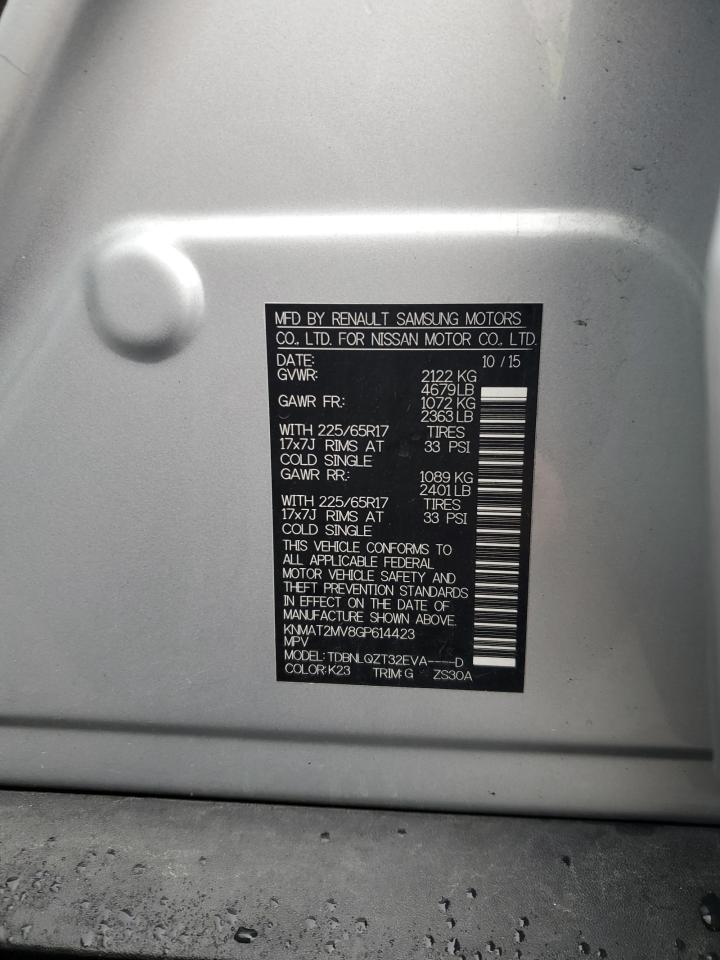 MFD BY RENAULT SAMSUNG MOTORS
CO., LTD. FOR NISSAN MOTOR CO., LTD.
DATE: 10 / 15
GVWR: 2122 KG
4679 LB
GAWR FR: 1072 KG
2363 LB
WITH 225/65R17 TIRES
17x7J RIMS AT 33 PSI
COLD SINGLE
GAWR RR: 1089 KG
2401 LB
WITH 225/65R17 TIRES
17x7J RIMS AT 33 PSI
COLD SINGLE
THIS VEHICLE CONFORMS TO
ALL APPLICABLE FEDERAL
MOTOR VEHICLE SAFETY AND
THEFT PREVENTION STANDARDS
IN EFFECT ON THE DATE OF
MANUFACTURE SHOWN ABOVE.
KNMAT2MV8GP614423
MPV
MODEL: TDBNLQZT32EVA----D
COLOR: K23 TRIM: G ZS30A